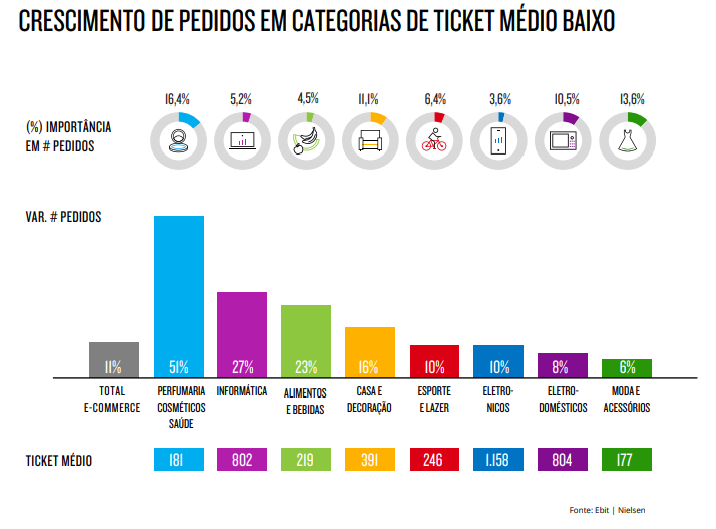 CRESCIMENTO DE PEDIDOS EM CATEGORIAS DE TICKET MÉDIO BAIXO
16,4% 5,2% 4,5% 11,1% 6,4% 3,6% 10,5% 13,6%
(%) IMPORTÂNCIA
EM # PEDIDOS
VAR. # PEDIDOS
11% 51% 27% 23% 16% 10% 10% 8% 6%
TOTAL
E-COMMERCE
PERFUMARIA
COSMÉTICOS
SAÚDE
INFORMÁTICA
ALIMENTOS
E BEBIDAS
CASA E
DECORAÇÃO
ESPORTE
E LAZER
ELETRO-
NICOS
ELETRO-
DOMÉSTICOS
MODA E
ACESSÓRIOS
TICKET MÉDIO
181 802 219 391 246 1.158 804 177
Fonte: Ebit | Nielsen